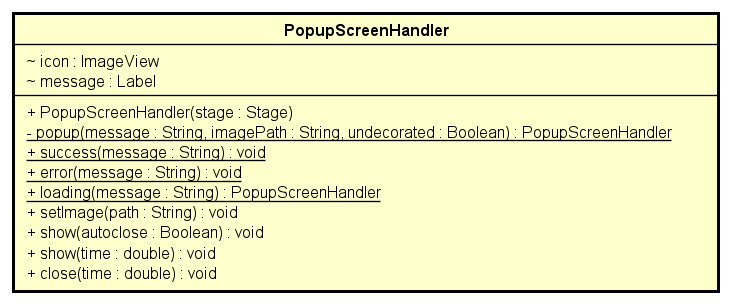 PopupScreenHandler
~ icon : ImageView
~ message : Label
+ PopupScreenHandler(stage : Stage)
- popup(message : String, imagePath : String, undecorated : Boolean) : PopupScreenHandler
+ success(message : String) : void
+ error(message : String) : void
+ loading(message : String) : PopupScreenHandler
+ setImage(path : String) : void
+ show(autoclose : Boolean) : void
+ show(time : double) : void
+ close(time : double) : void